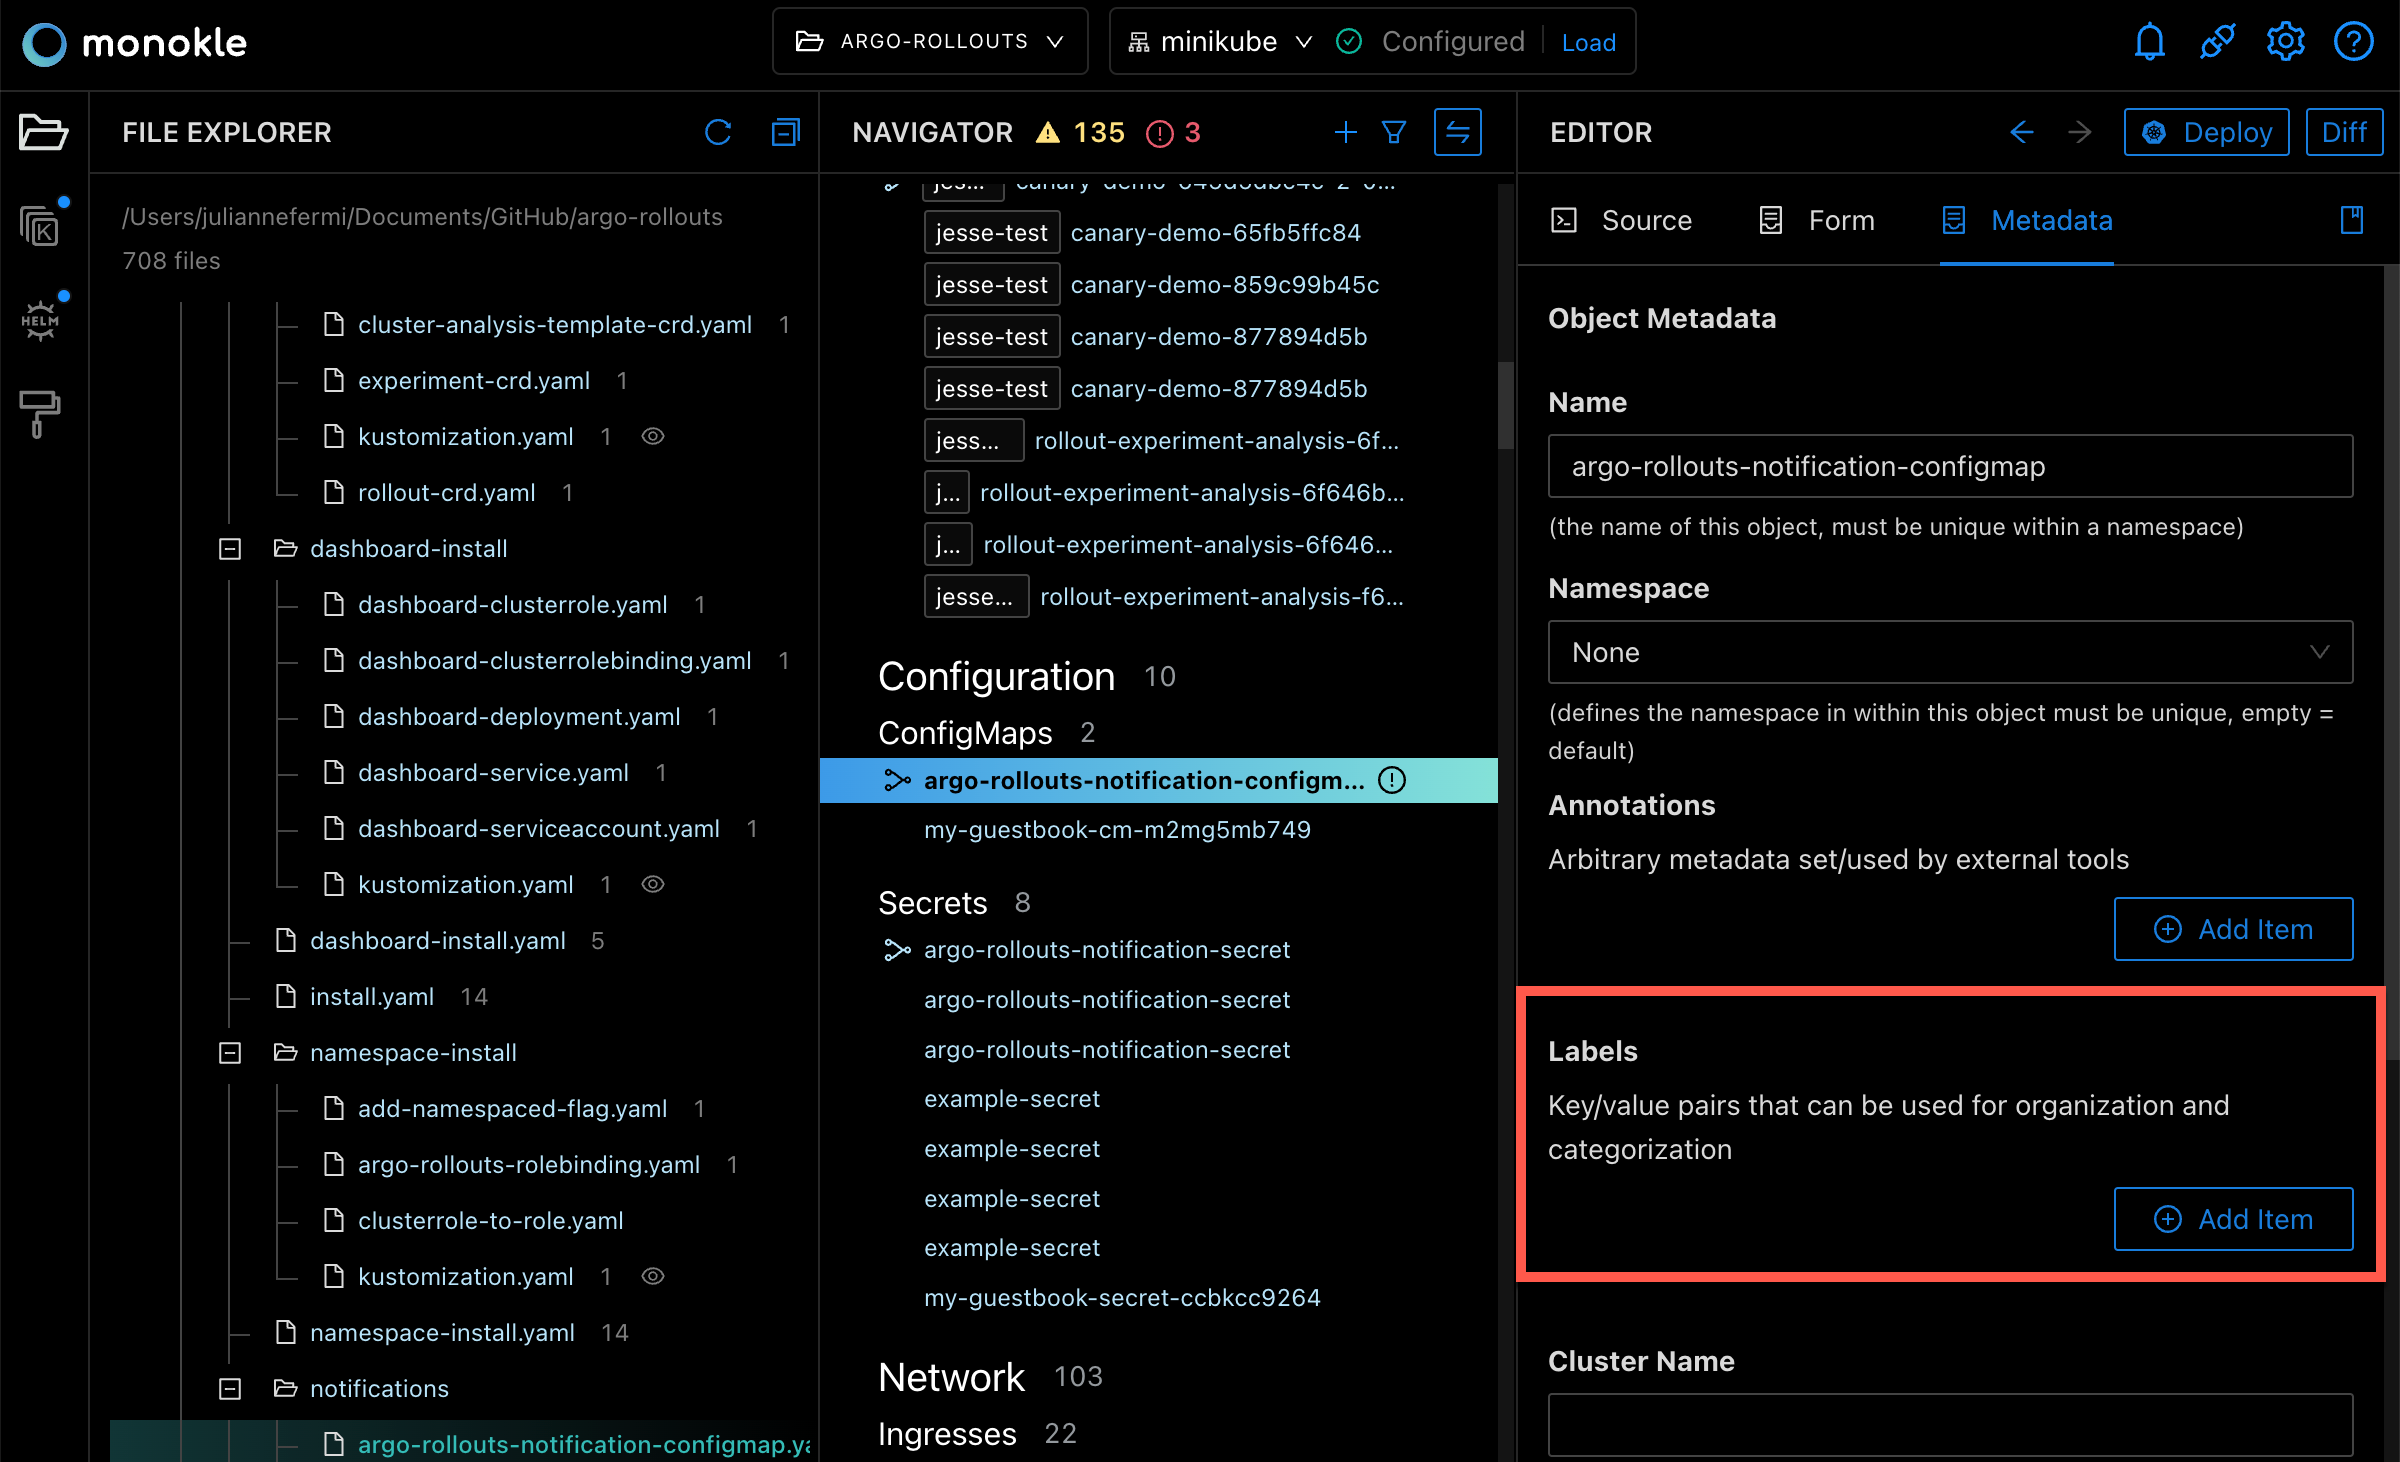 monokle
ARGO-ROLLOUTS
minikube
Configured
Load
FILE EXPLORER
/Users/juliannefermi/Documents/GitHub/argo-rollouts
708 files
cluster-analysis-template-crd.yaml 1
experiment-crd.yaml 1
kustomization.yaml 1
rollout-crd.yaml 1
dashboard-install
dashboard-clusterrole.yaml 1
dashboard-clusterrolebinding.yaml 1
dashboard-deployment.yaml 1
dashboard-service.yaml 1
dashboard-serviceaccount.yaml 1
kustomization.yaml 1
dashboard-install.yaml 5
install.yaml 14
namespace-install
add-namespaced-flag.yaml 1
argo-rollouts-rolebinding.yaml 1
clusterrole-to-role.yaml
kustomization.yaml 1
namespace-install.yaml 14
notifications
argo-rollouts-notification-configmap.ya
K
HELM
NAVIGATOR 135 3
jes...
jesse-test canary-demo-65fb5ffc84
jesse-test canary-demo-859c99b45c
jesse-test canary-demo-877894d5b
jesse-test canary-demo-877894d5b
jess... rollout-experiment-analysis-6f...
j... rollout-experiment-analysis-6f646b...
j... rollout-experiment-analysis-6f646...
jesse... rollout-experiment-analysis-f6...
Configuration 10
ConfigMaps 2
argo-rollouts-notification-configm...
my-guestbook-cm-m2mg5mb749
Secrets 8
argo-rollouts-notification-secret
argo-rollouts-notification-secret
argo-rollouts-notification-secret
example-secret
example-secret
example-secret
example-secret
my-guestbook-secret-ccbkcc9264
Network 103
Ingresses 22
EDITOR
Deploy
Diff
Source
Form
Metadata
Object Metadata
Name
argo-rollouts-notification-configmap
(the name of this object, must be unique within a namespace)
Namespace
None
(defines the namespace in within this object must be unique, empty =
default)
Annotations
Arbitrary metadata set/used by external tools
Add Item
Labels
Key/value pairs that can be used for organization and
categorization
Add Item
Cluster Name